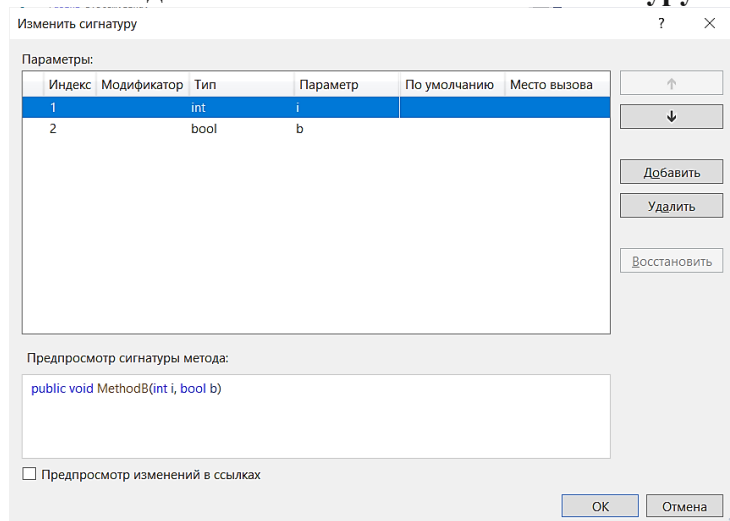 Изменить сигнатуру ? ×
Параметры:
Индекс Модификатор Тип Параметр По умолчанию Место вызова
1 int i
2 bool b
↑
↓
Добавить
Удалить
Восстановить
Предпросмотр сигнатуры метода:
public void MethodB(int i, bool b)
Предпросмотр изменений в ссылках
OK Отмена